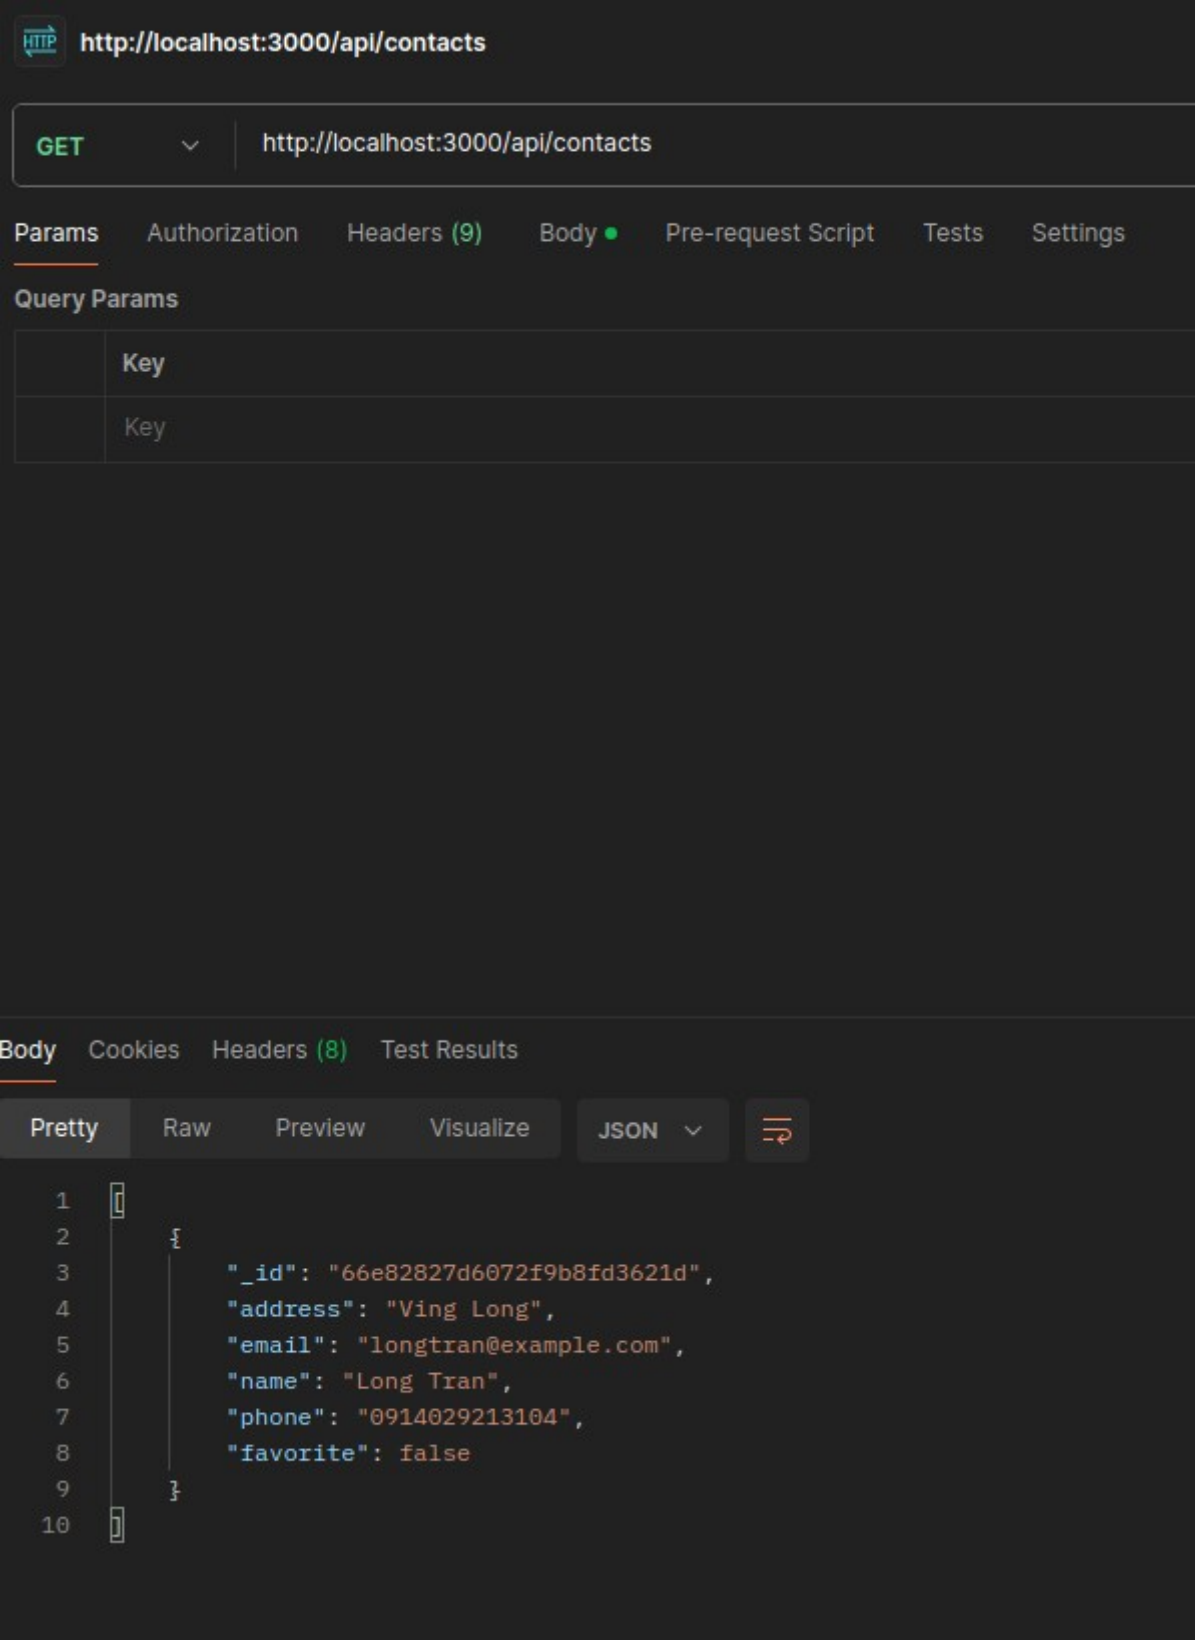 HTTP http://localhost:3000/api/contacts
GET http://localhost:3000/api/contacts
Params Authorization Headers (9) Body Pre-request Script Tests Settings
Query Params
Key
Key
Body Cookies Headers (8) Test Results
Pretty Raw Preview Visualize JSON
1 [
2 {
3 "_id": "66e82827d6072f9b8fd3621d",
4 "address": "Ving Long",
5 "email": "longtran@example.com",
6 "name": "Long Tran",
7 "phone": "0914029213104",
8 "favorite": false
9 }
10 ]